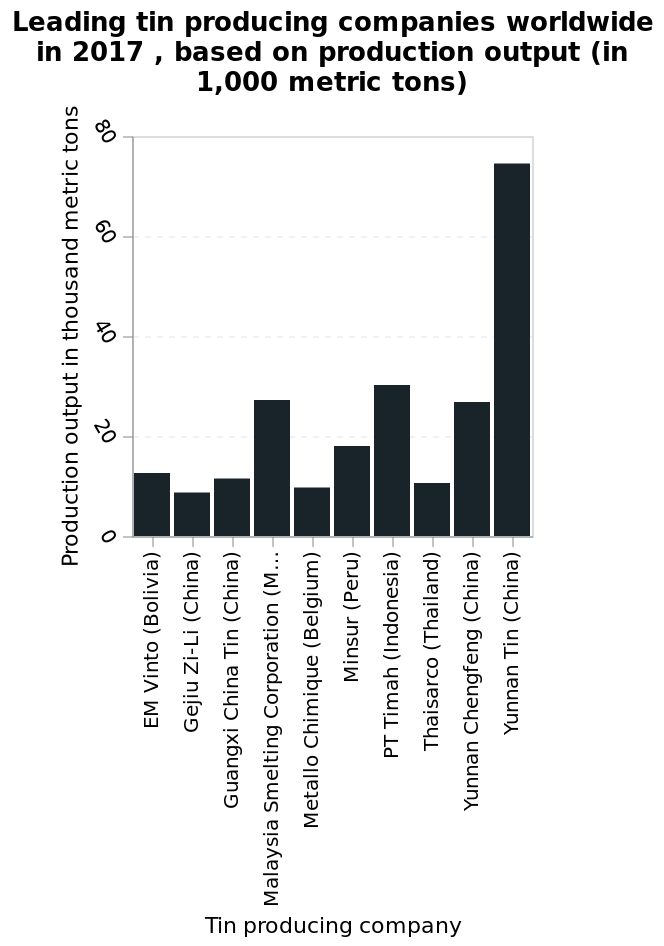 Leading tin producing companies worldwide
in 2017 , based on production output (in
1,000 metric tons)
Production output in thousand metric tons
80
60
40
20
0
EM Vinto (Bolivia)
Gejiu Zi-Li (China)
Guangxi China Tin (China)
Malaysia Smelting Corporation (M...
Metallo Chimique (Belgium)
Minsur (Peru)
PT Timah (Indonesia)
Thaisarco (Thailand)
Yunnan Chengfeng (China)
Yunnan Tin (China)
Tin producing company